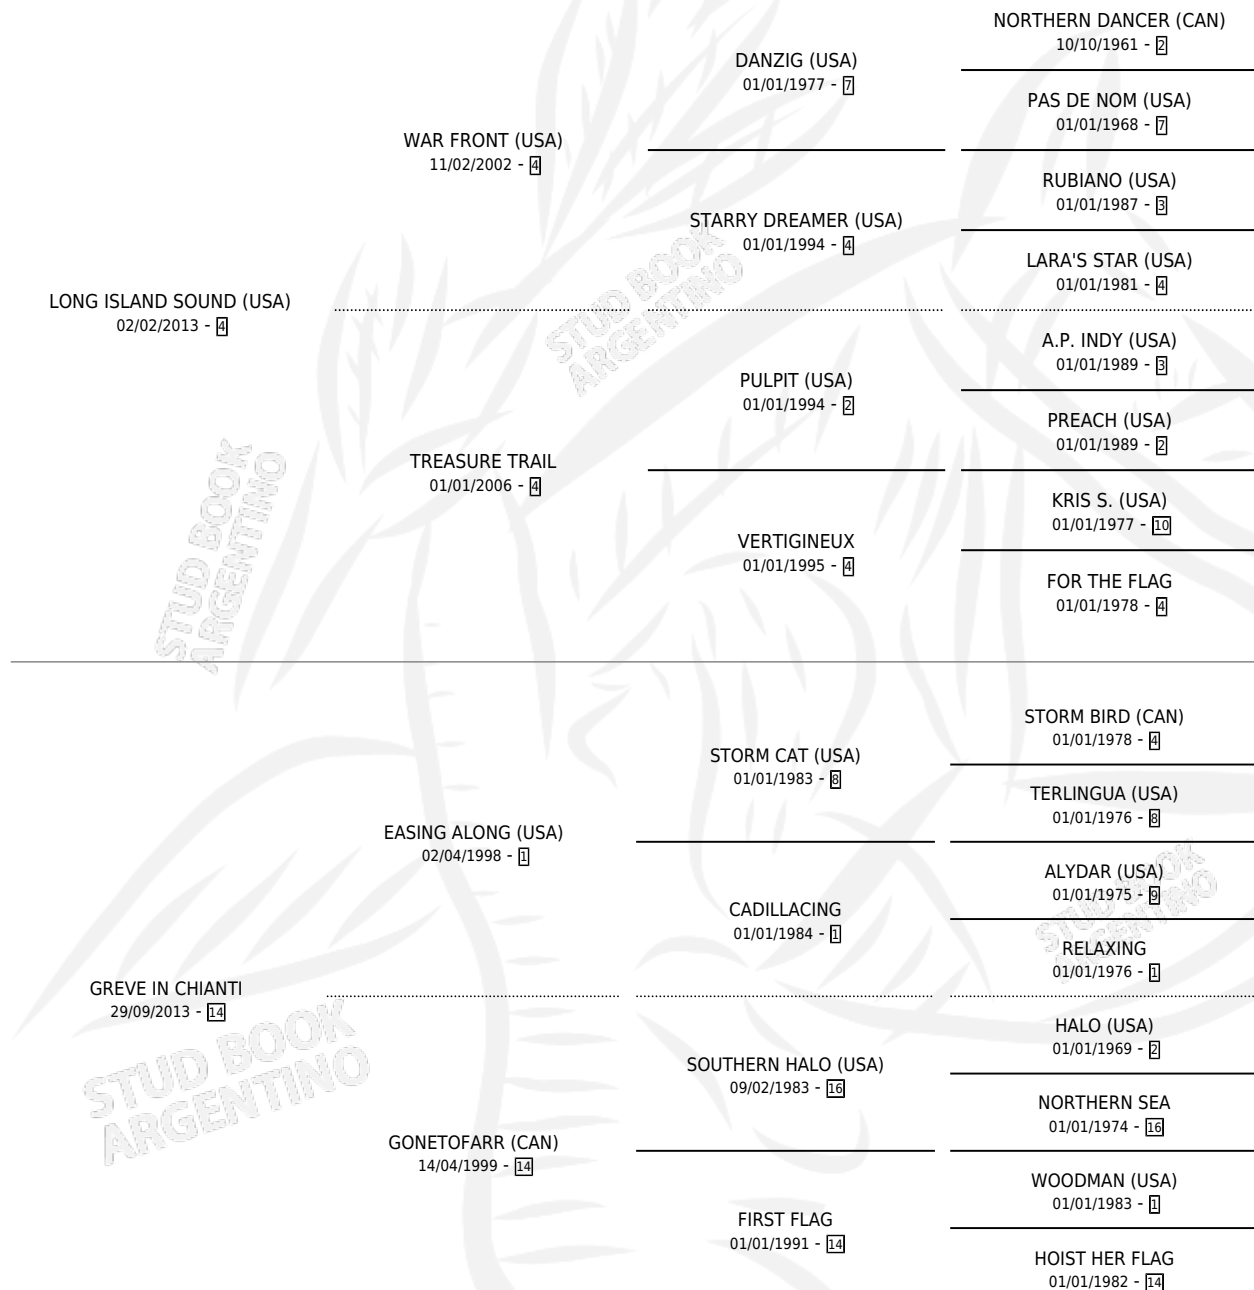 NORTHERN DANCER (CAN)
10/10/1961 - 2
DANZIG (USA)
01/01/1977 - 7
PAS DE NOM (USA)
01/01/1968 - 7
WAR FRONT (USA)
11/02/2002 - 4
RUBIANO (USA)
01/01/1987 - 3
STARRY DREAMER (USA)
01/01/1994 - 4
LARA'S STAR (USA)
01/01/1981 - 4
LONG ISLAND SOUND (USA)
02/02/2013 - 4
STUD BOOK
ARGENTINO
A.P. INDY (USA)
01/01/1989 - 3
PULPIT (USA)
01/01/1994 - 2
PREACH (USA)
01/01/1989 - 2
TREASURE TRAIL
01/01/2006 - 4
KRIS S. (USA)
01/01/1977 - 10
VERTIGINEUX
01/01/1995 - 4
FOR THE FLAG
01/01/1978 - 4
STUD BOOK
ARGENTINO
STORM BIRD (CAN)
01/01/1978 - 4
STORM CAT (USA)
01/01/1983 - 8
TERLINGUA (USA)
01/01/1976 - 8
EASING ALONG (USA)
02/04/1998 - 1
ALYDAR (USA)
01/01/1975 - 9
CADILLACING
01/01/1984 - 1
STUD BOOK
ARGENTINO
RELAXING
01/01/1976 - 1
GREVE IN CHIANTI
29/09/2013 - 14
HALO (USA)
01/01/1969 - 2
SOUTHERN HALO (USA)
09/02/1983 - 16
STUD BOOK
ARGENTINO
NORTHERN SEA
01/01/1974 - 16
GONETOFARR (CAN)
14/04/1999 - 14
WOODMAN (USA)
01/01/1983 - 1
FIRST FLAG
01/01/1991 - 14
HOIST HER FLAG
01/01/1982 - 14